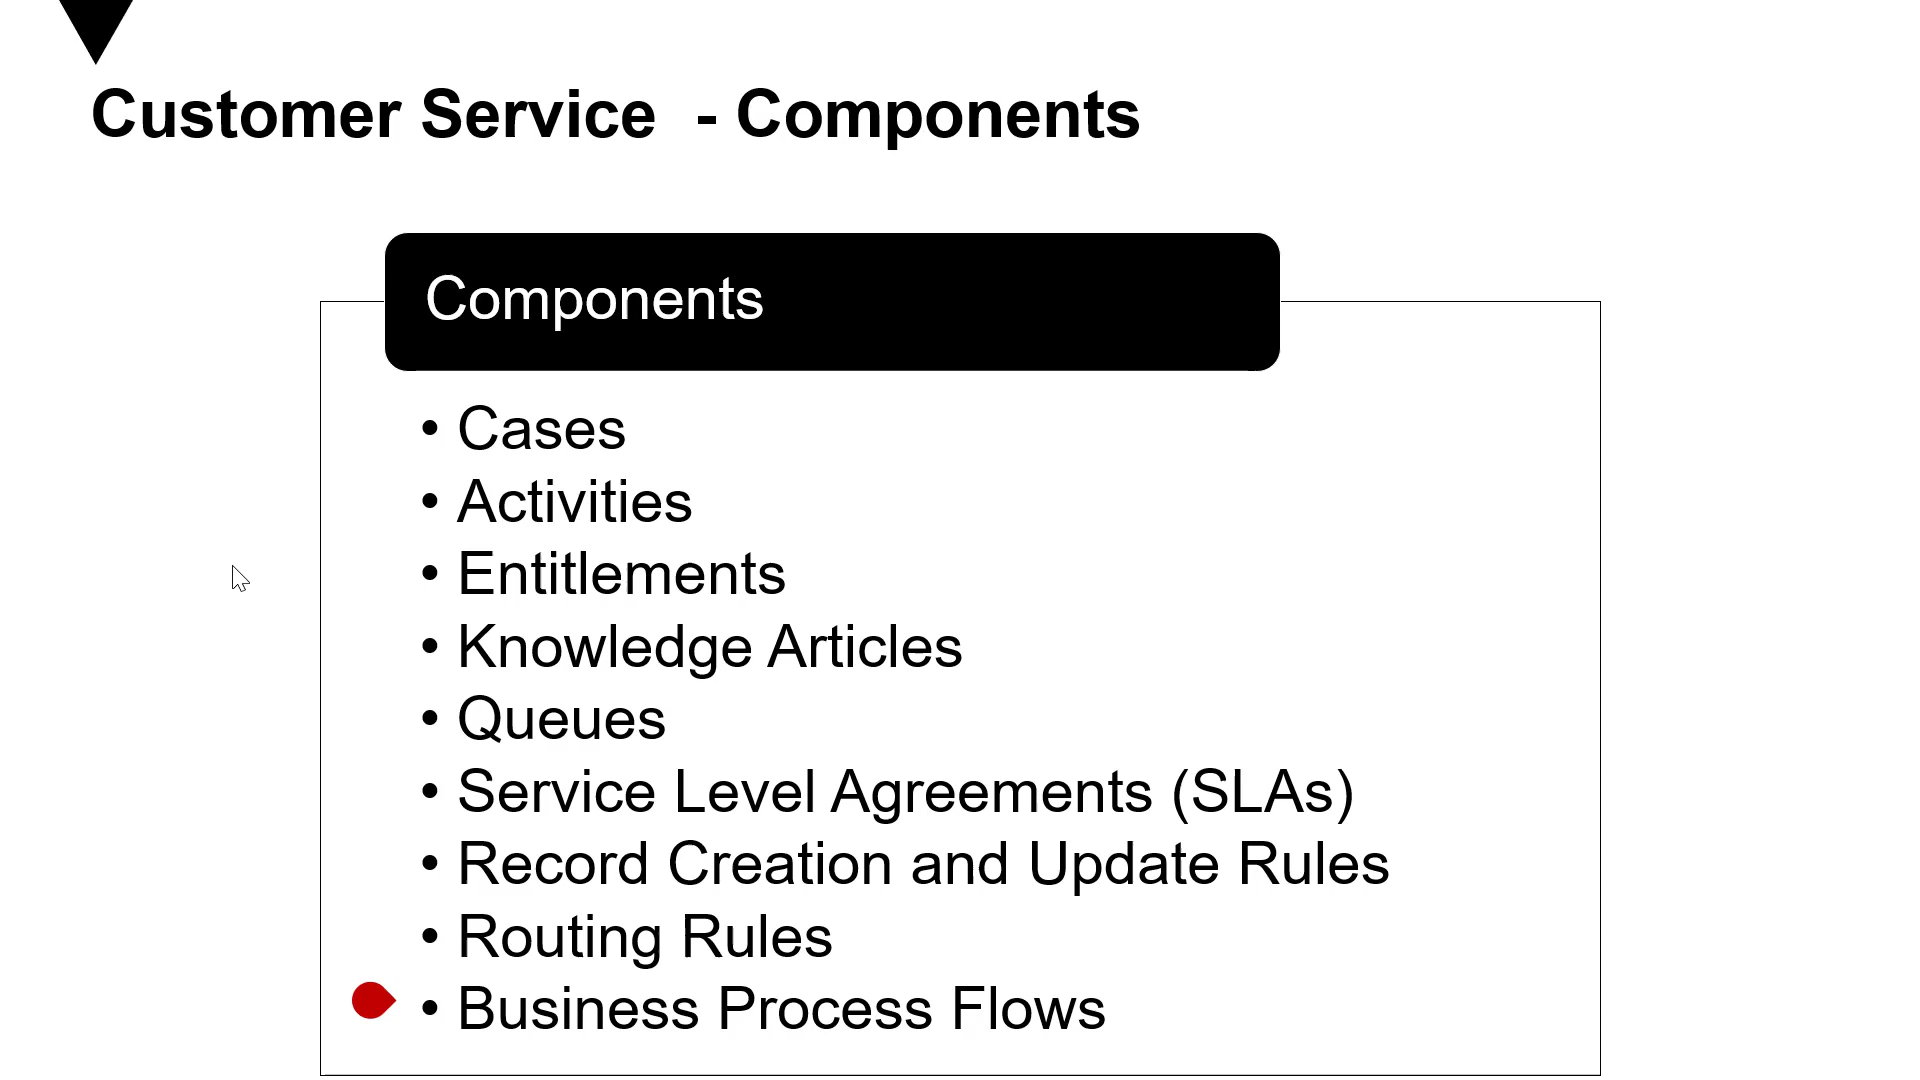 Customer Service  - Components
Components
• Cases
• Activities
• Entitlements
• Knowledge Articles
• Queues
• Service Level Agreements (SLAs)
• Record Creation and Update Rules
• Routing Rules
• Business Process Flows